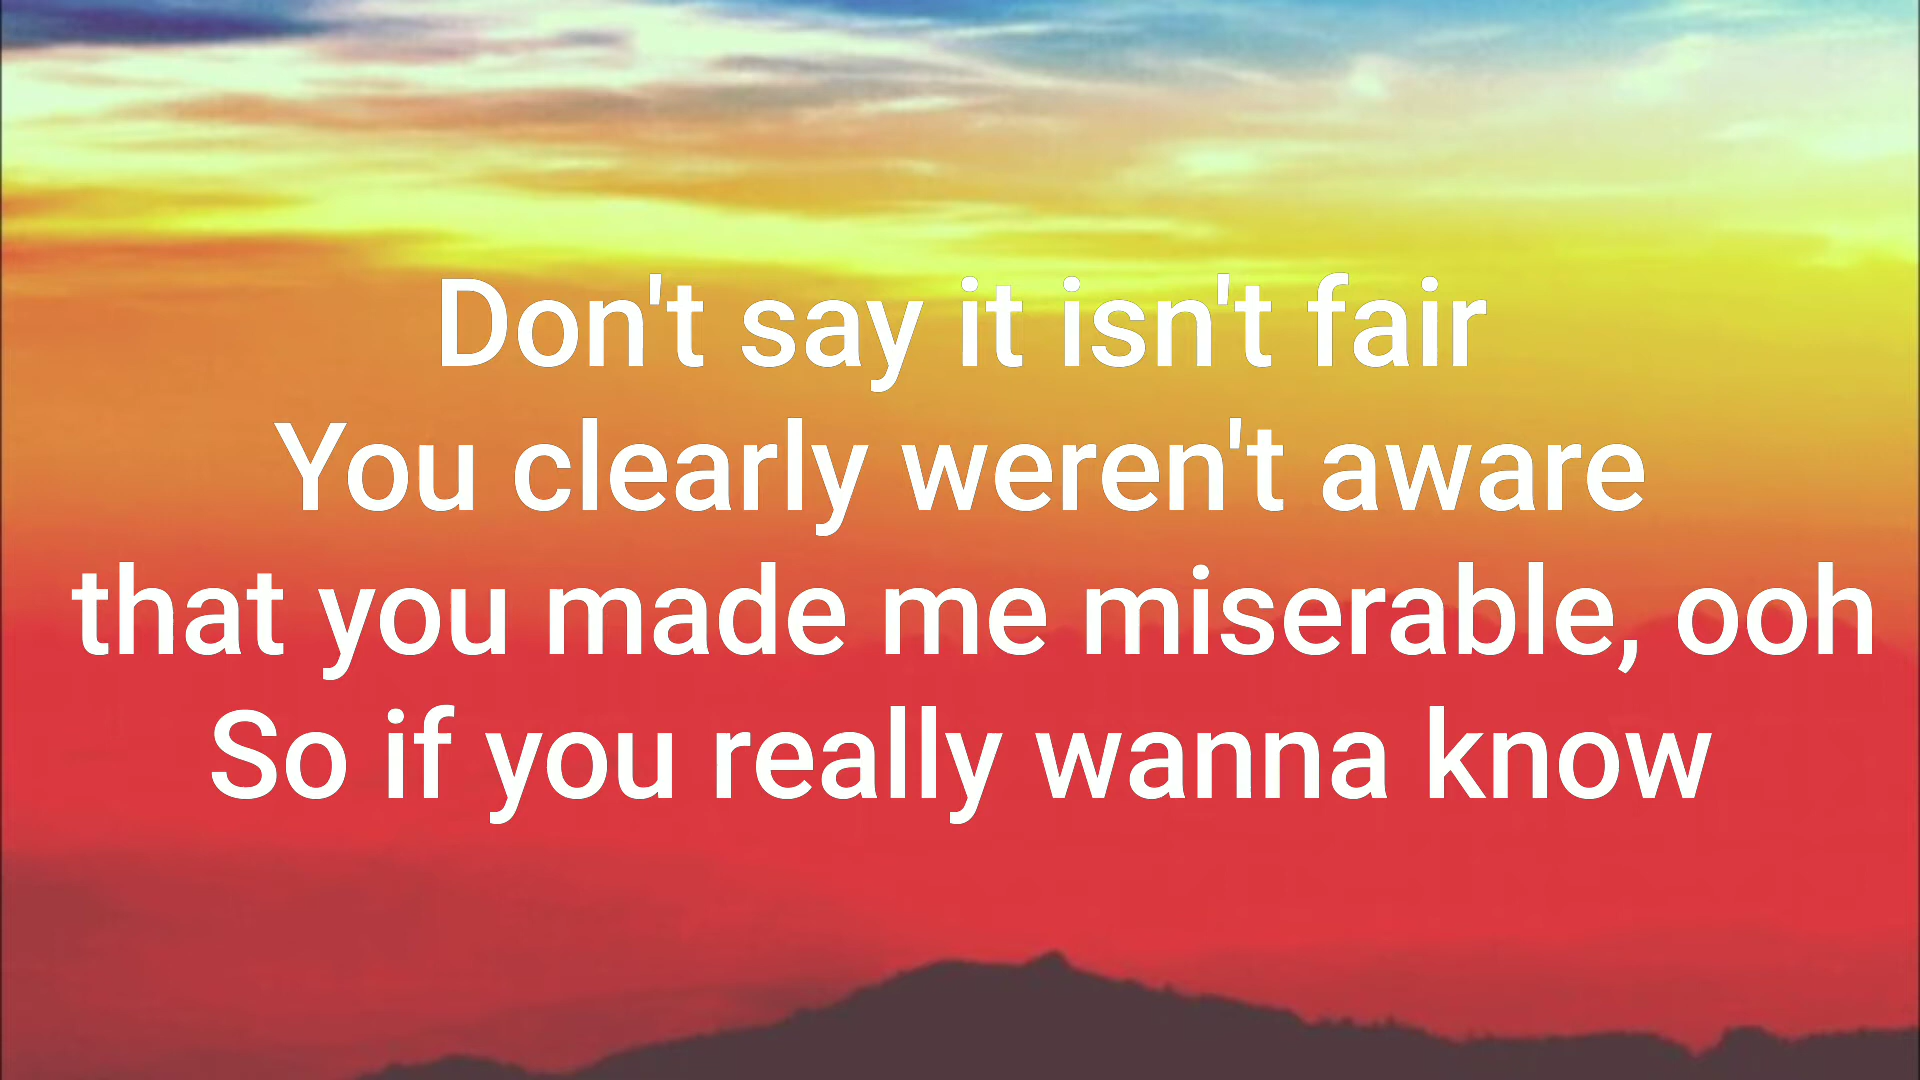 Don't say it isn't fair
You clearly weren't aware
that you made me miserable, ooh
So if you really wanna know